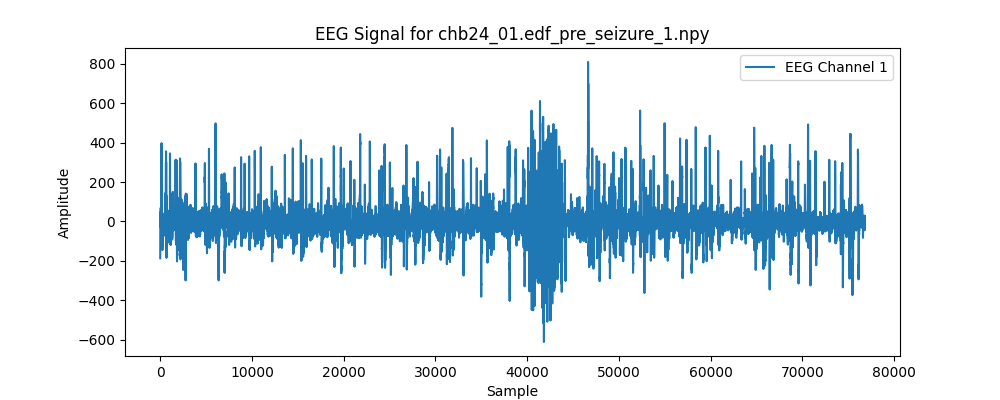 EEG Signal for chb24_01.edf_pre_seizure_1.npy
EEG Channel 1
800
600
400
200
0
−200
−400
−600
Amplitude
0 10000 20000 30000 40000 50000 60000 70000 80000
Sample